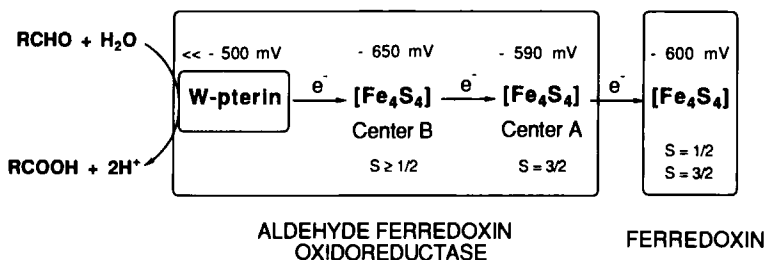 RCHO + H₂O
<< - 500 mV
- 650 mV
- 590 mV
- 600 mV
W-pterin
e⁻
[Fe₄S₄]
e⁻
[Fe₄S₄]
e⁻
[Fe₄S₄]
Center B
Center A
RCOOH + 2H⁺
S ≥ 1/2
S = 3/2
S = 1/2
S = 3/2
ALDEHYDE FERREDOXIN
OXIDOREDUCTASE
FERREDOXIN